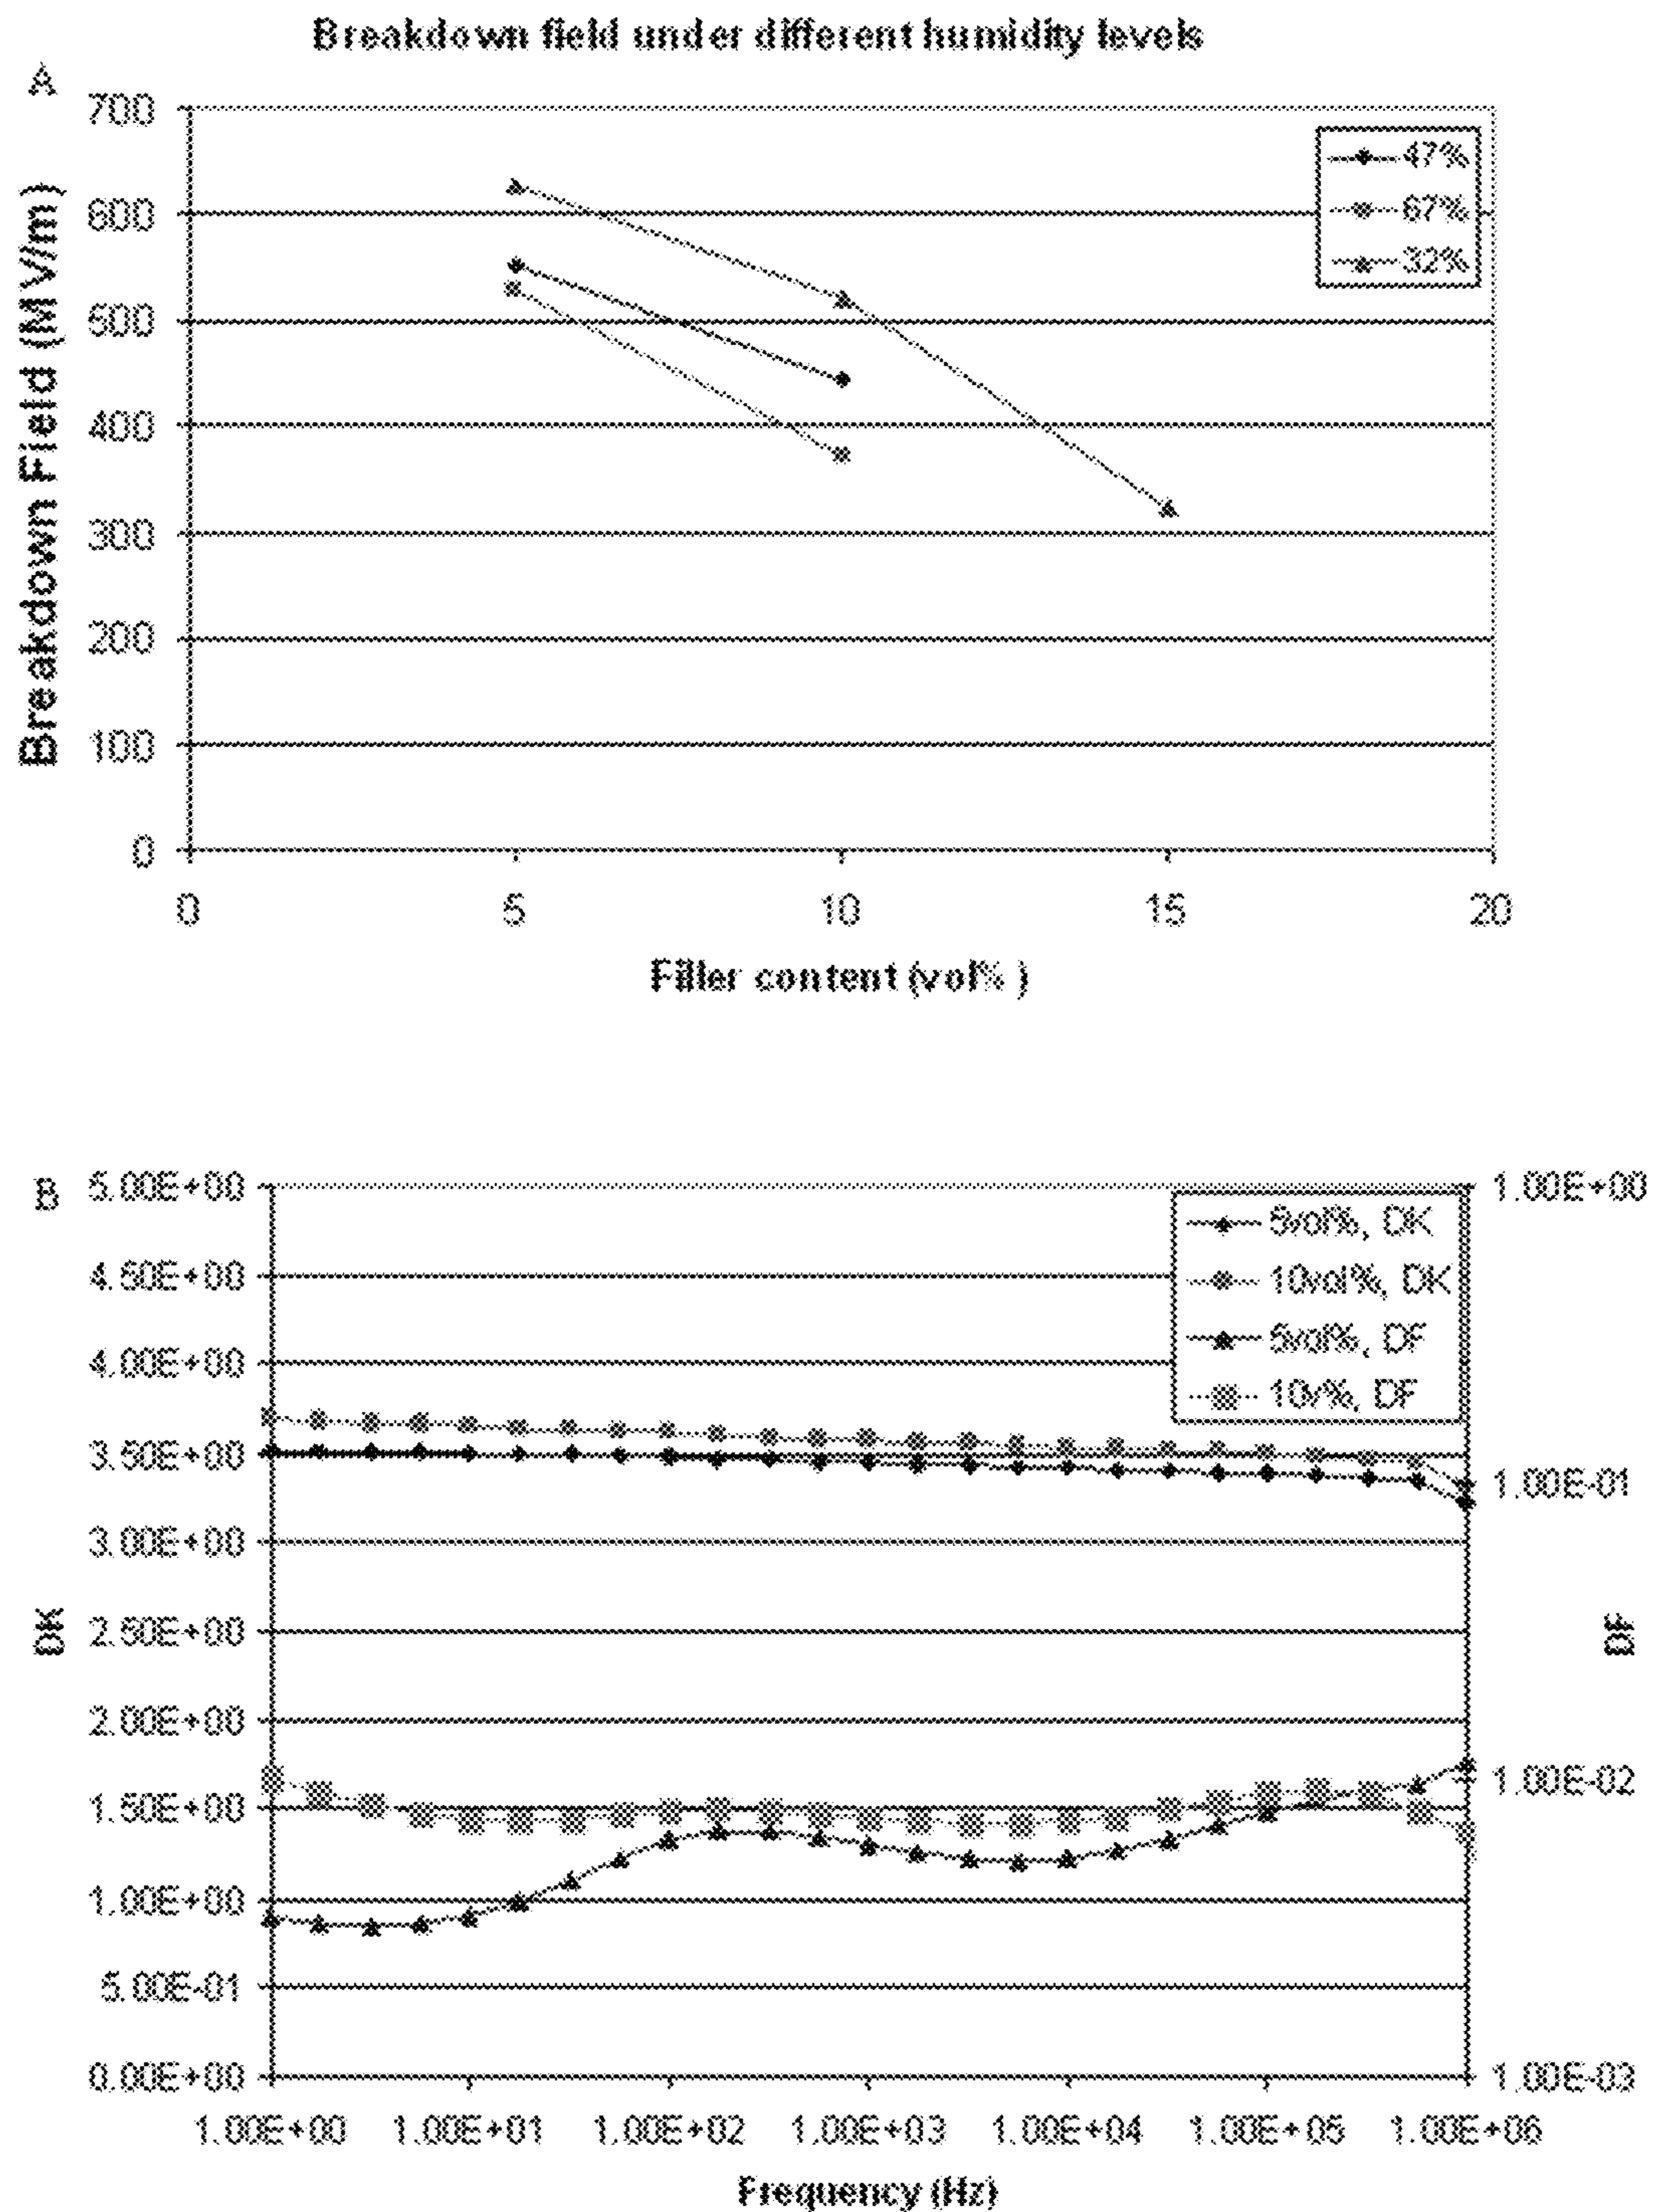 Breakdown field under different humidity levels
A
700
600
500
400
300
200
100
0
Breakdown Field (MV/m)
47%
67%
32%
0 5 10 15 20
Filler content (vol% )
B
5.00E+00
4.50E+00
4.00E+00
3.50E+00
3.00E+00
2.50E+00
2.00E+00
1.50E+00
1.00E+00
5.00E-01
0.00E+00
DK
5vol%, DK
10vol%, DK
5vol%, DF
10v%, DF
1.00E+00
1.00E-01
1.00E-02
1.00E-03
DF
1.00E+00 1.00E+01 1.00E+02 1.00E+03 1.00E+04 1.00E+05 1.00E+06
Frequency (Hz)